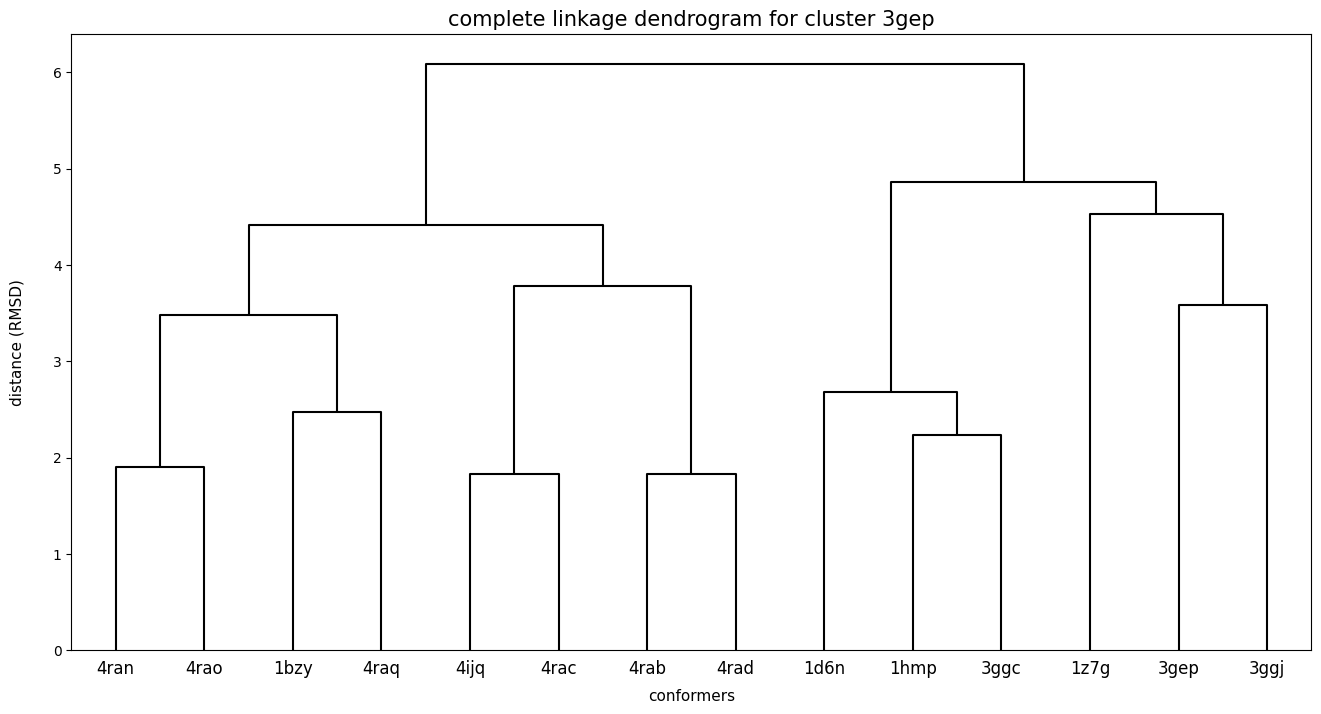 complete linkage dendrogram for cluster 3gep
6
5
4
3
2
1
0
distance (RMSD)
4ran 4rao 1bzy 4raq 4ijq 4rac 4rab 4rad 1d6n 1hmp 3ggc 1z7g 3gep 3ggj
conformers